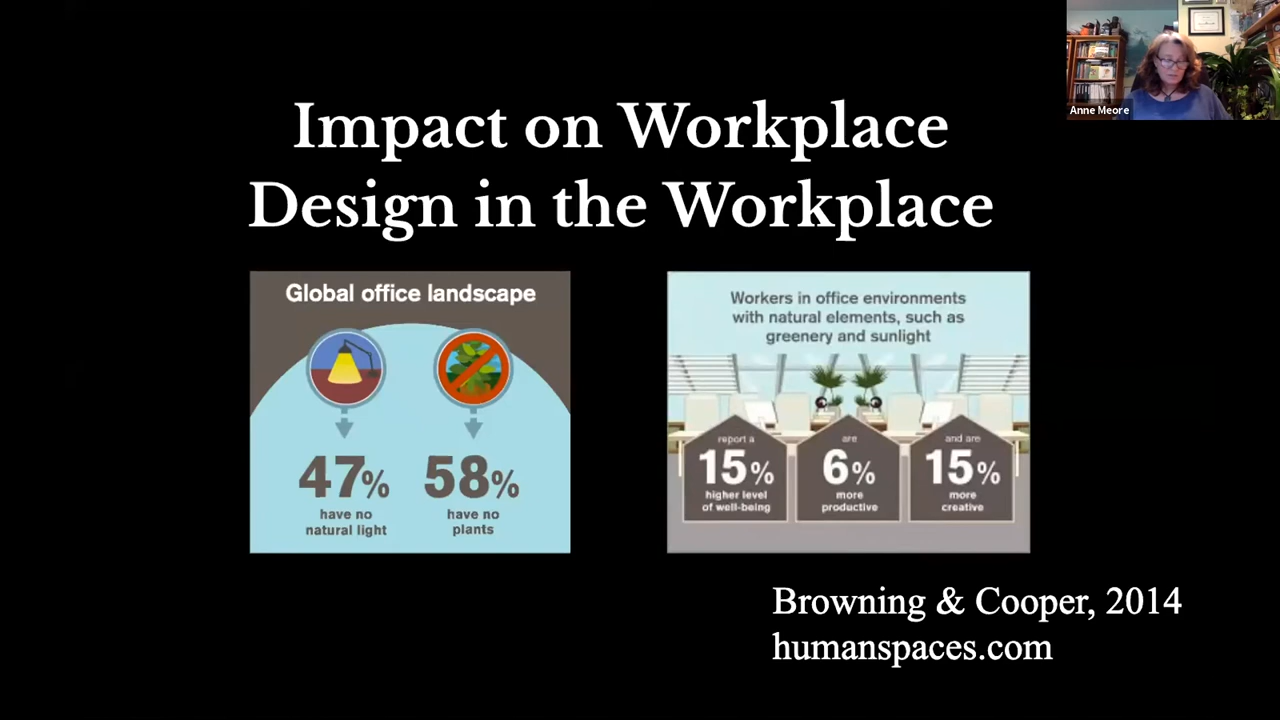 Anne Meore
Impact on Workplace
Design in the Workplace
Global office landscape
47%
have no
natural light
58%
have no
plants
Workers in office environments
with natural elements, such as
greenery and sunlight
report a
15%
higher level
of well-being
are
6%
more
productive
and are
15%
more
creative
Browning & Cooper, 2014
humanspaces.com